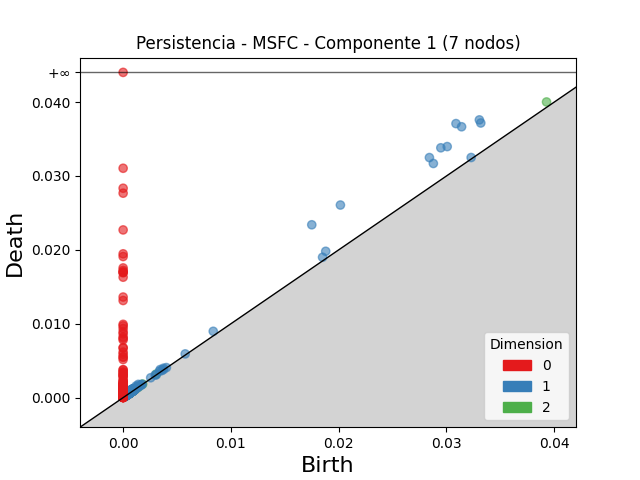 Persistencia - MSFC - Componente 1 (7 nodos)
+∞
0.040
0.030
0.020
0.010
0.000
Death
0.00 0.01 0.02 0.03 0.04
Birth
Dimension
0
1
2